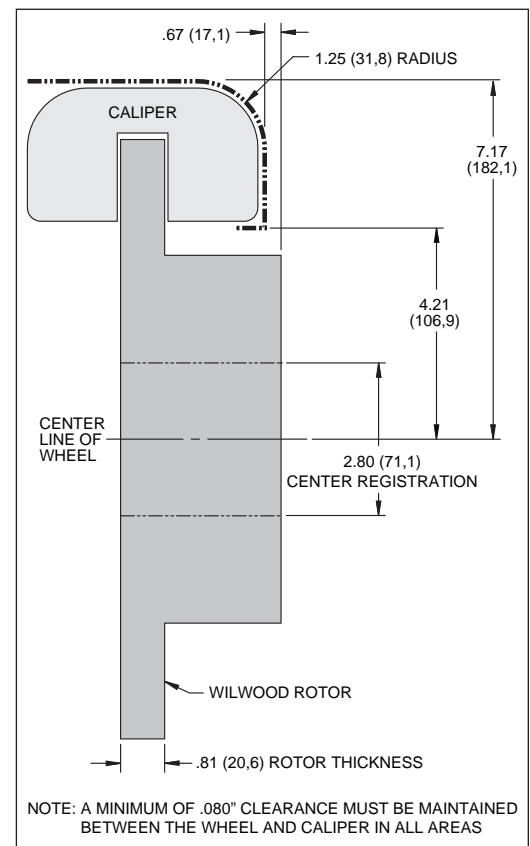 .67 (17,1)
1.25 (31,8) RADIUS
CALIPER
7.17
(182,1)
4.21
(106,9)
CENTER
LINE OF
WHEEL
2.80 (71,1)
CENTER REGISTRATION
WILWOOD ROTOR
.81 (20,6) ROTOR THICKNESS
NOTE: A MINIMUM OF .080" CLEARANCE MUST BE MAINTAINED
BETWEEN THE WHEEL AND CALIPER IN ALL AREAS